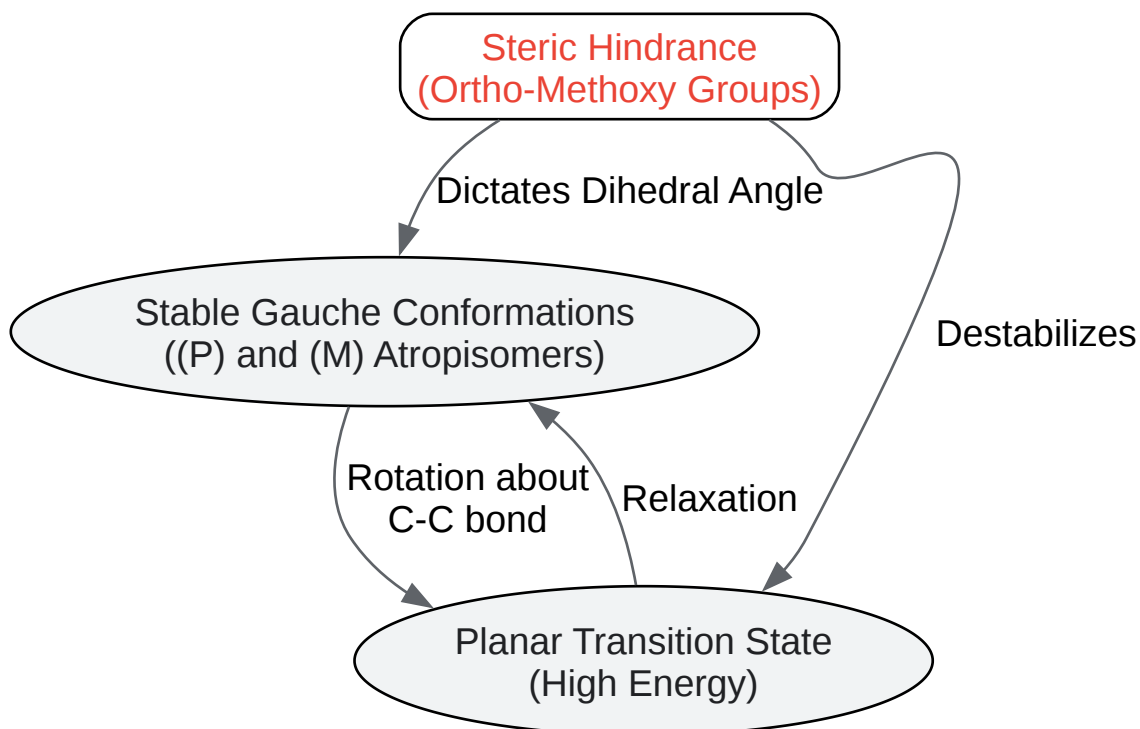 Steric Hindrance
(Ortho-Methoxy Groups)
Dictates Dihedral Angle
Stable Gauche Conformations
((P) and (M) Atropisomers)
Destabilizes
Rotation about
C-C bond
Relaxation
Planar Transition State
(High Energy)